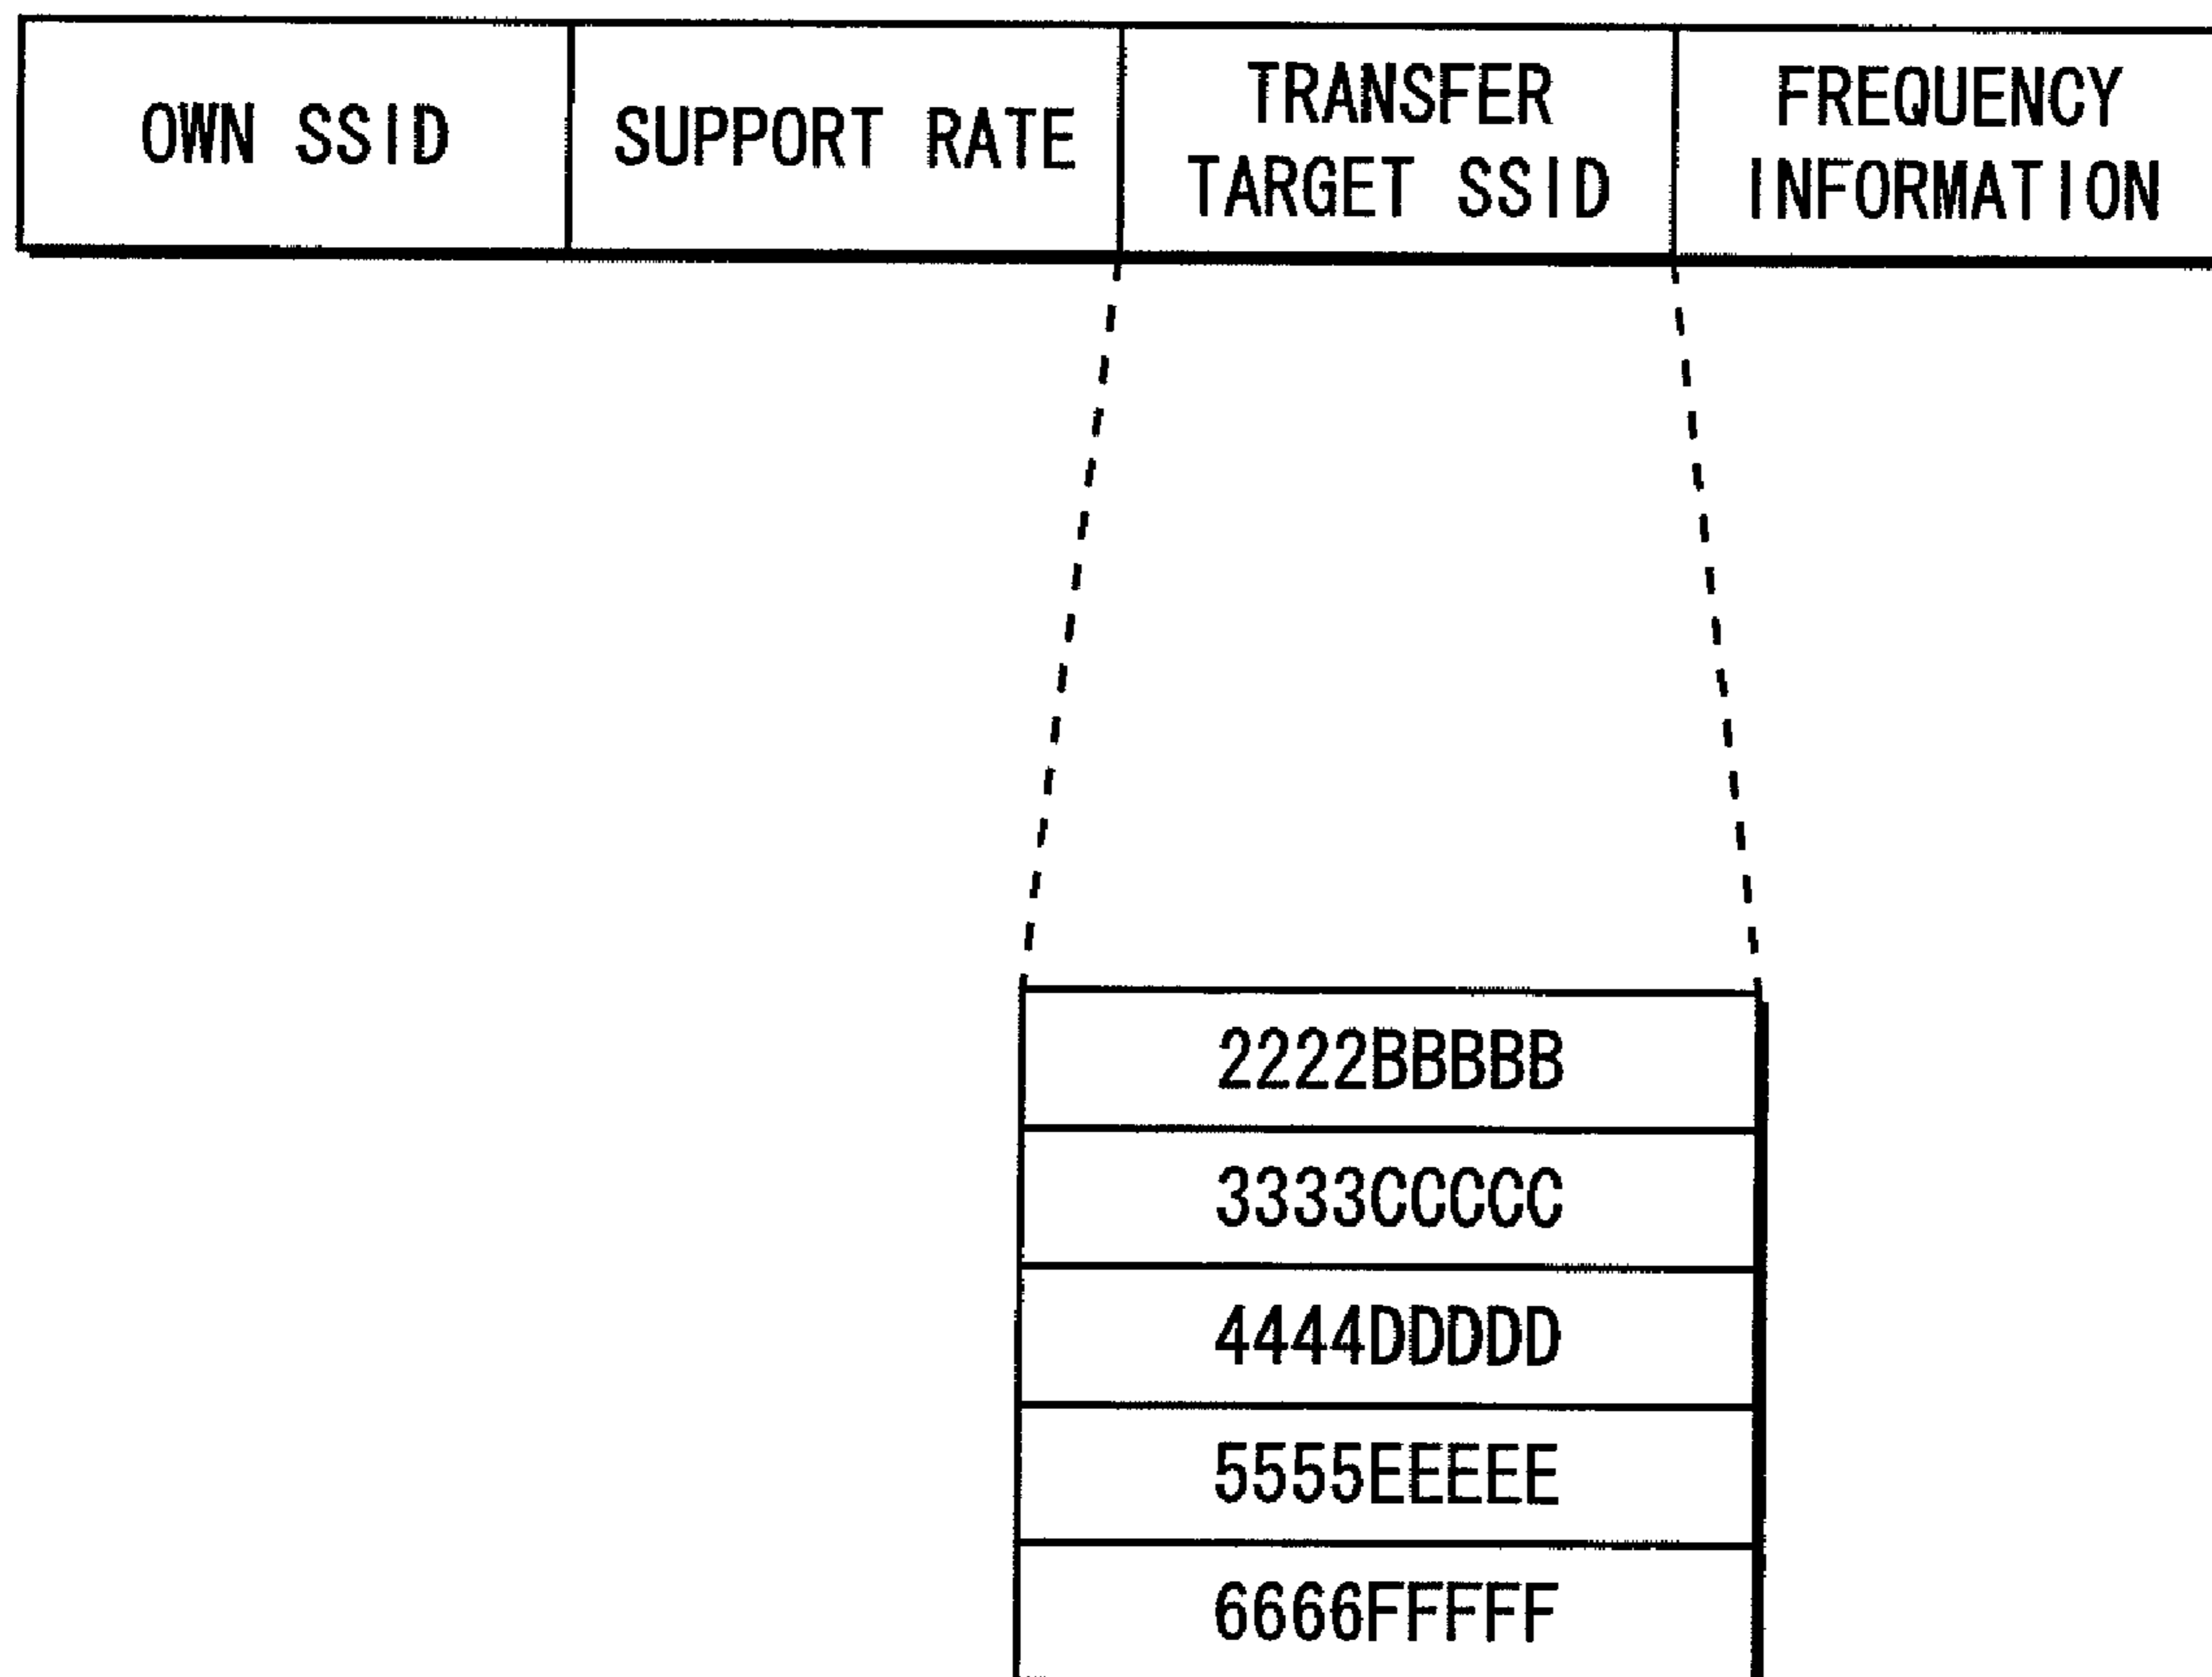 OWN SSID
SUPPORT RATE
TRANSFER
TARGET SSID
FREQUENCY
INFORMATION
2222BBBBB
3333CCCCC
4444DDDDD
5555EEEEE
6666FFFFF